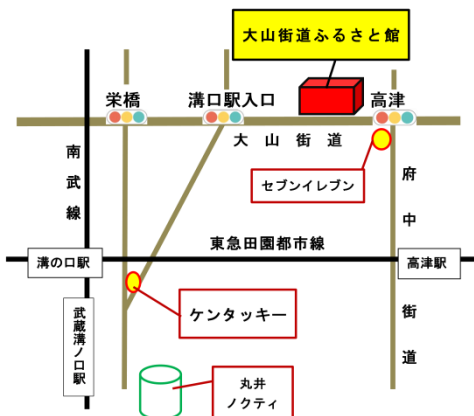 大山街道ふるさと館
栄橋
溝口駅入口
高津
大山街道
南武線
セブンイレブン
府中街道
東急田園都市線
溝の口駅
高津駅
武蔵溝ノ口駅
ケンタッキー
丸井
ノクティ